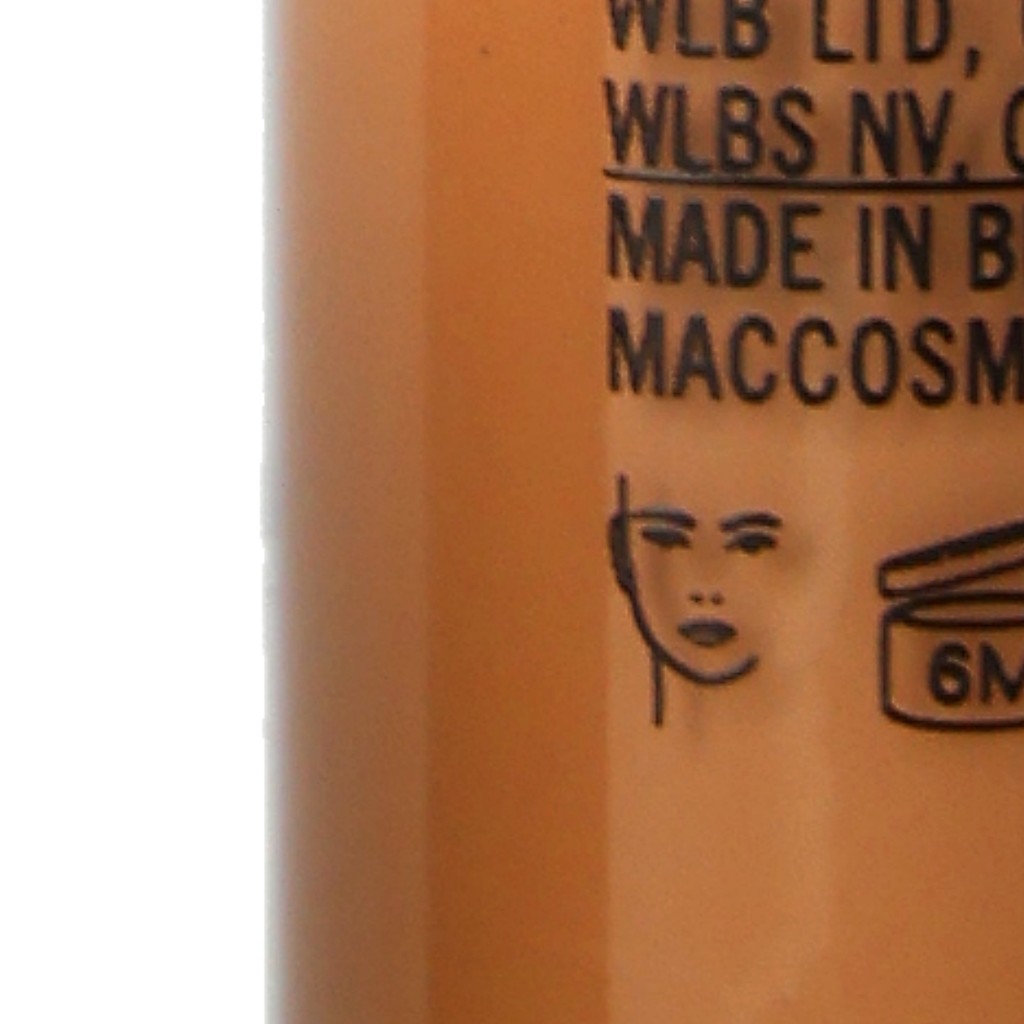 WLB LTD,
WLBS NV,
MADE IN B
MACCOSM
6M